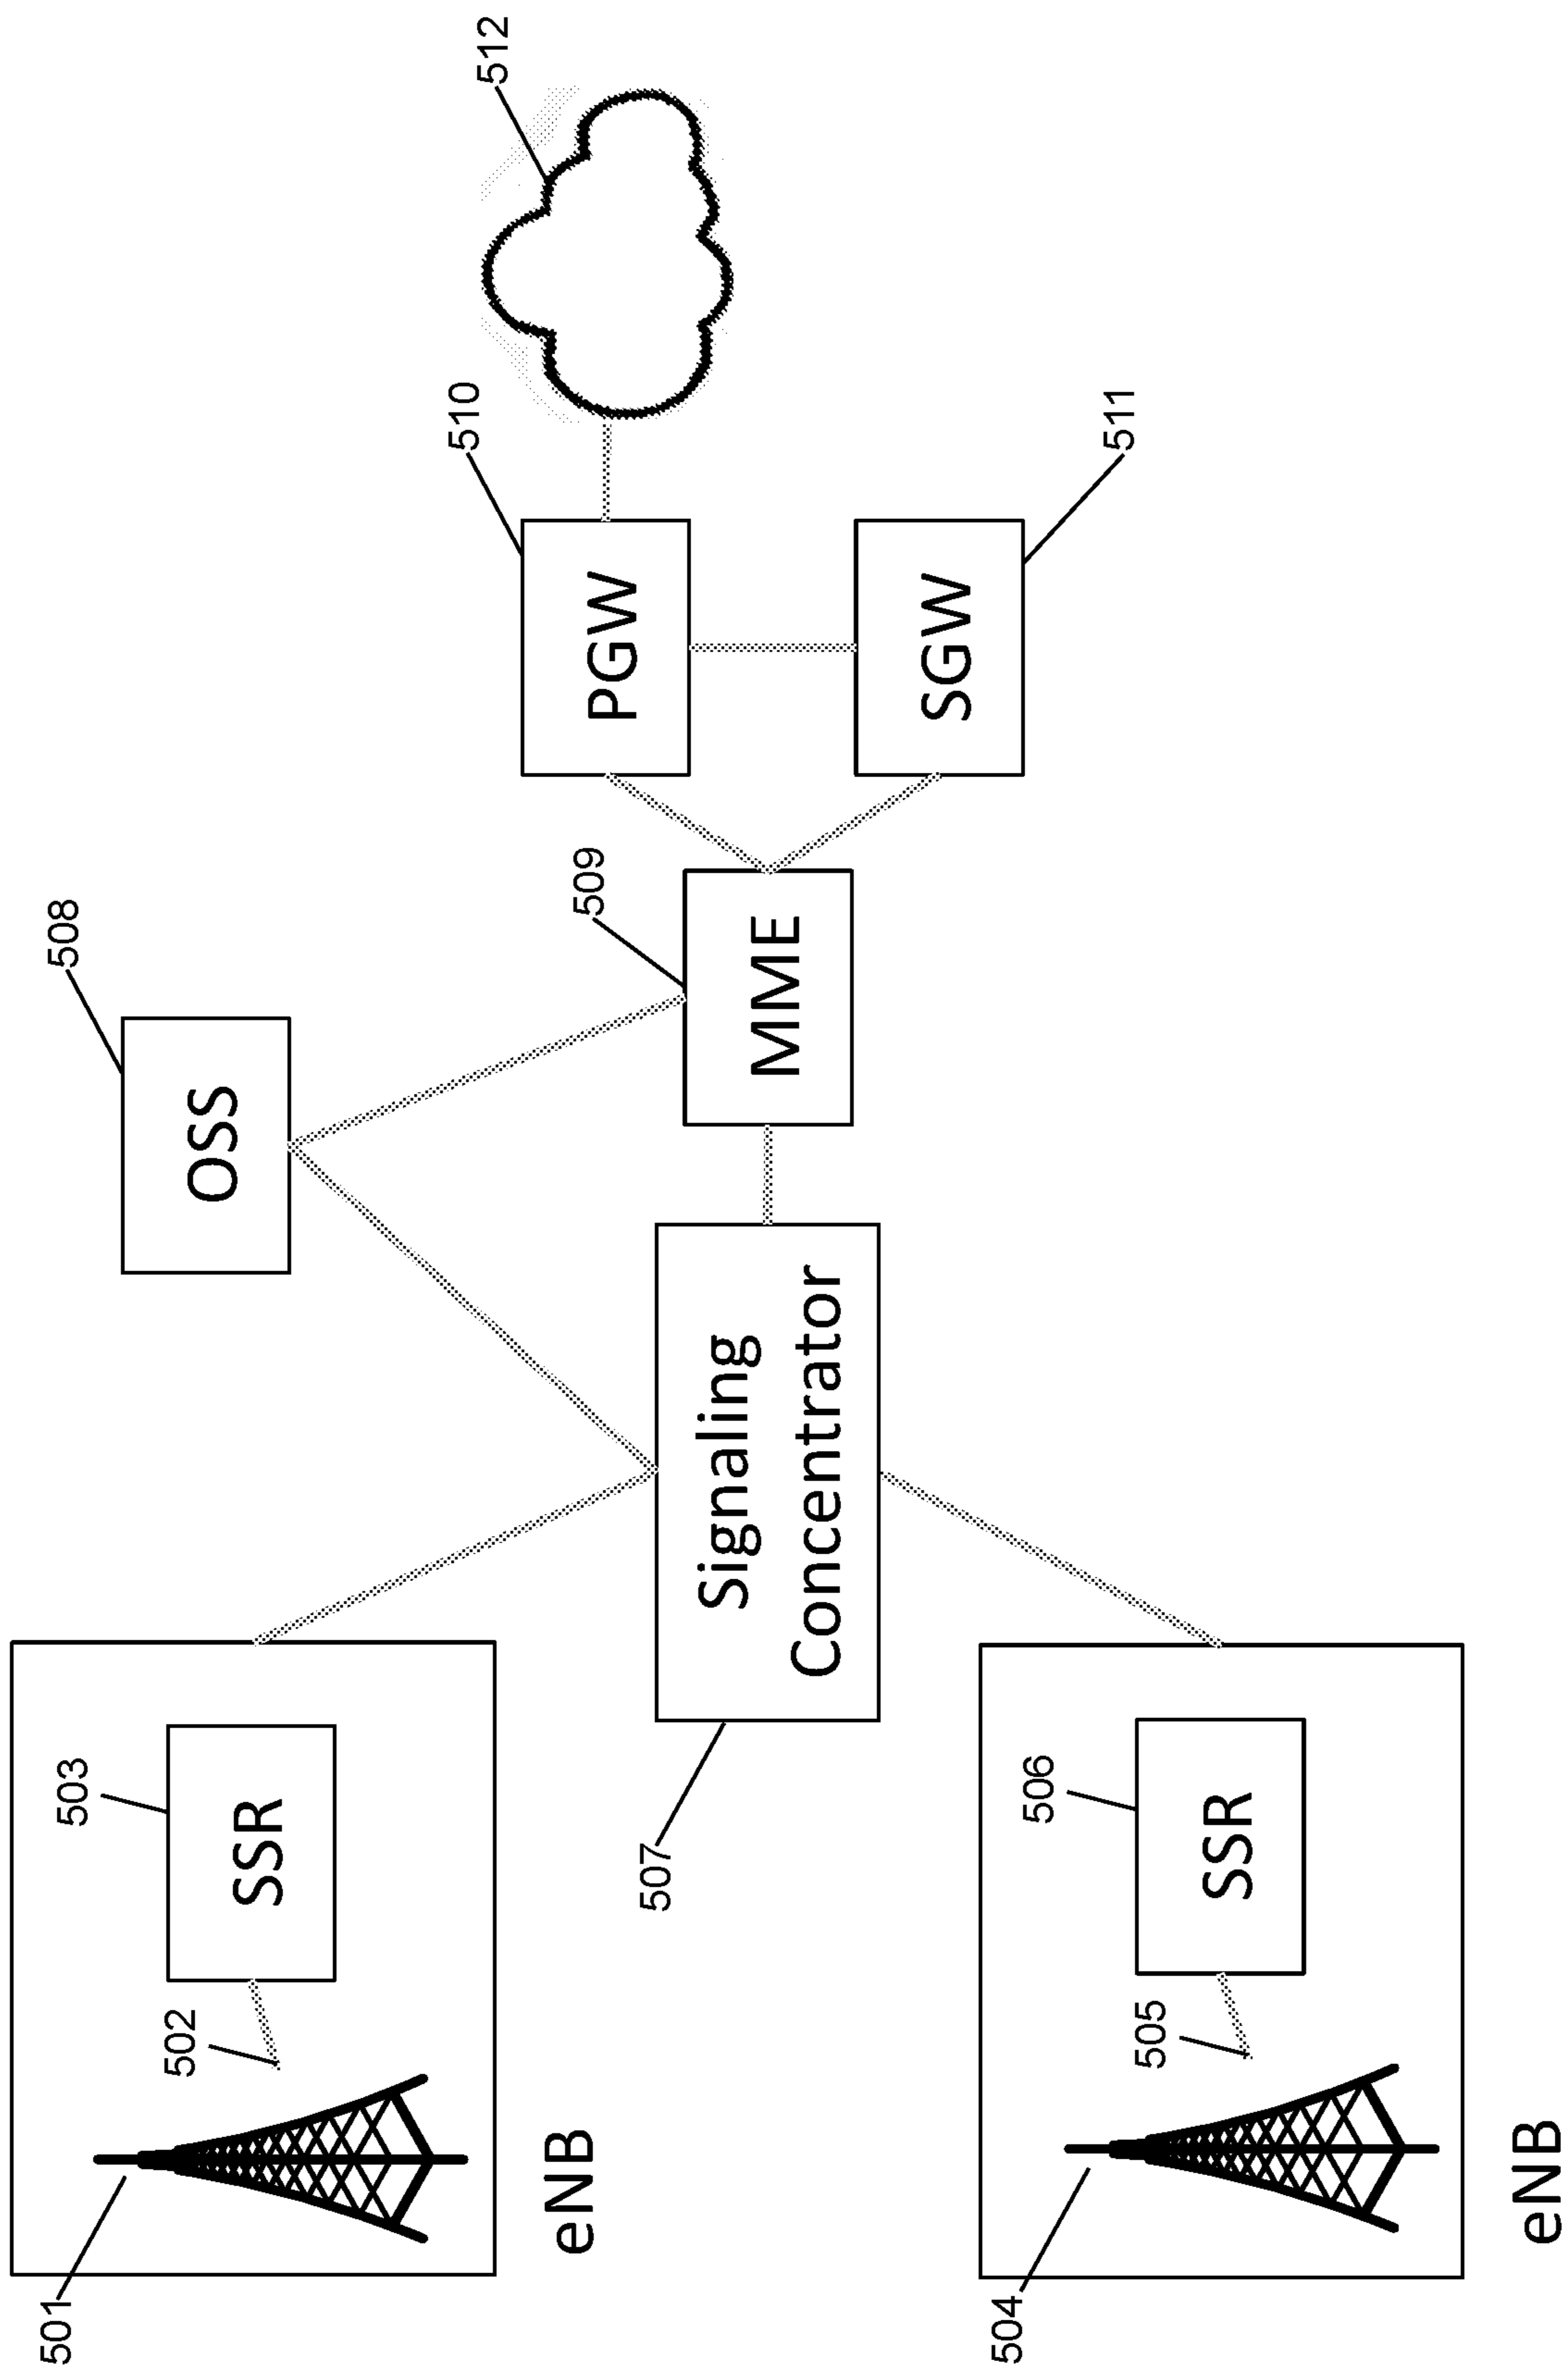 501
502
503
SSR
eNB
504
505
506
SSR
eNB
507
Signaling
Concentrator
508
OSS
509
MME
510
PGW
511
SGW
512